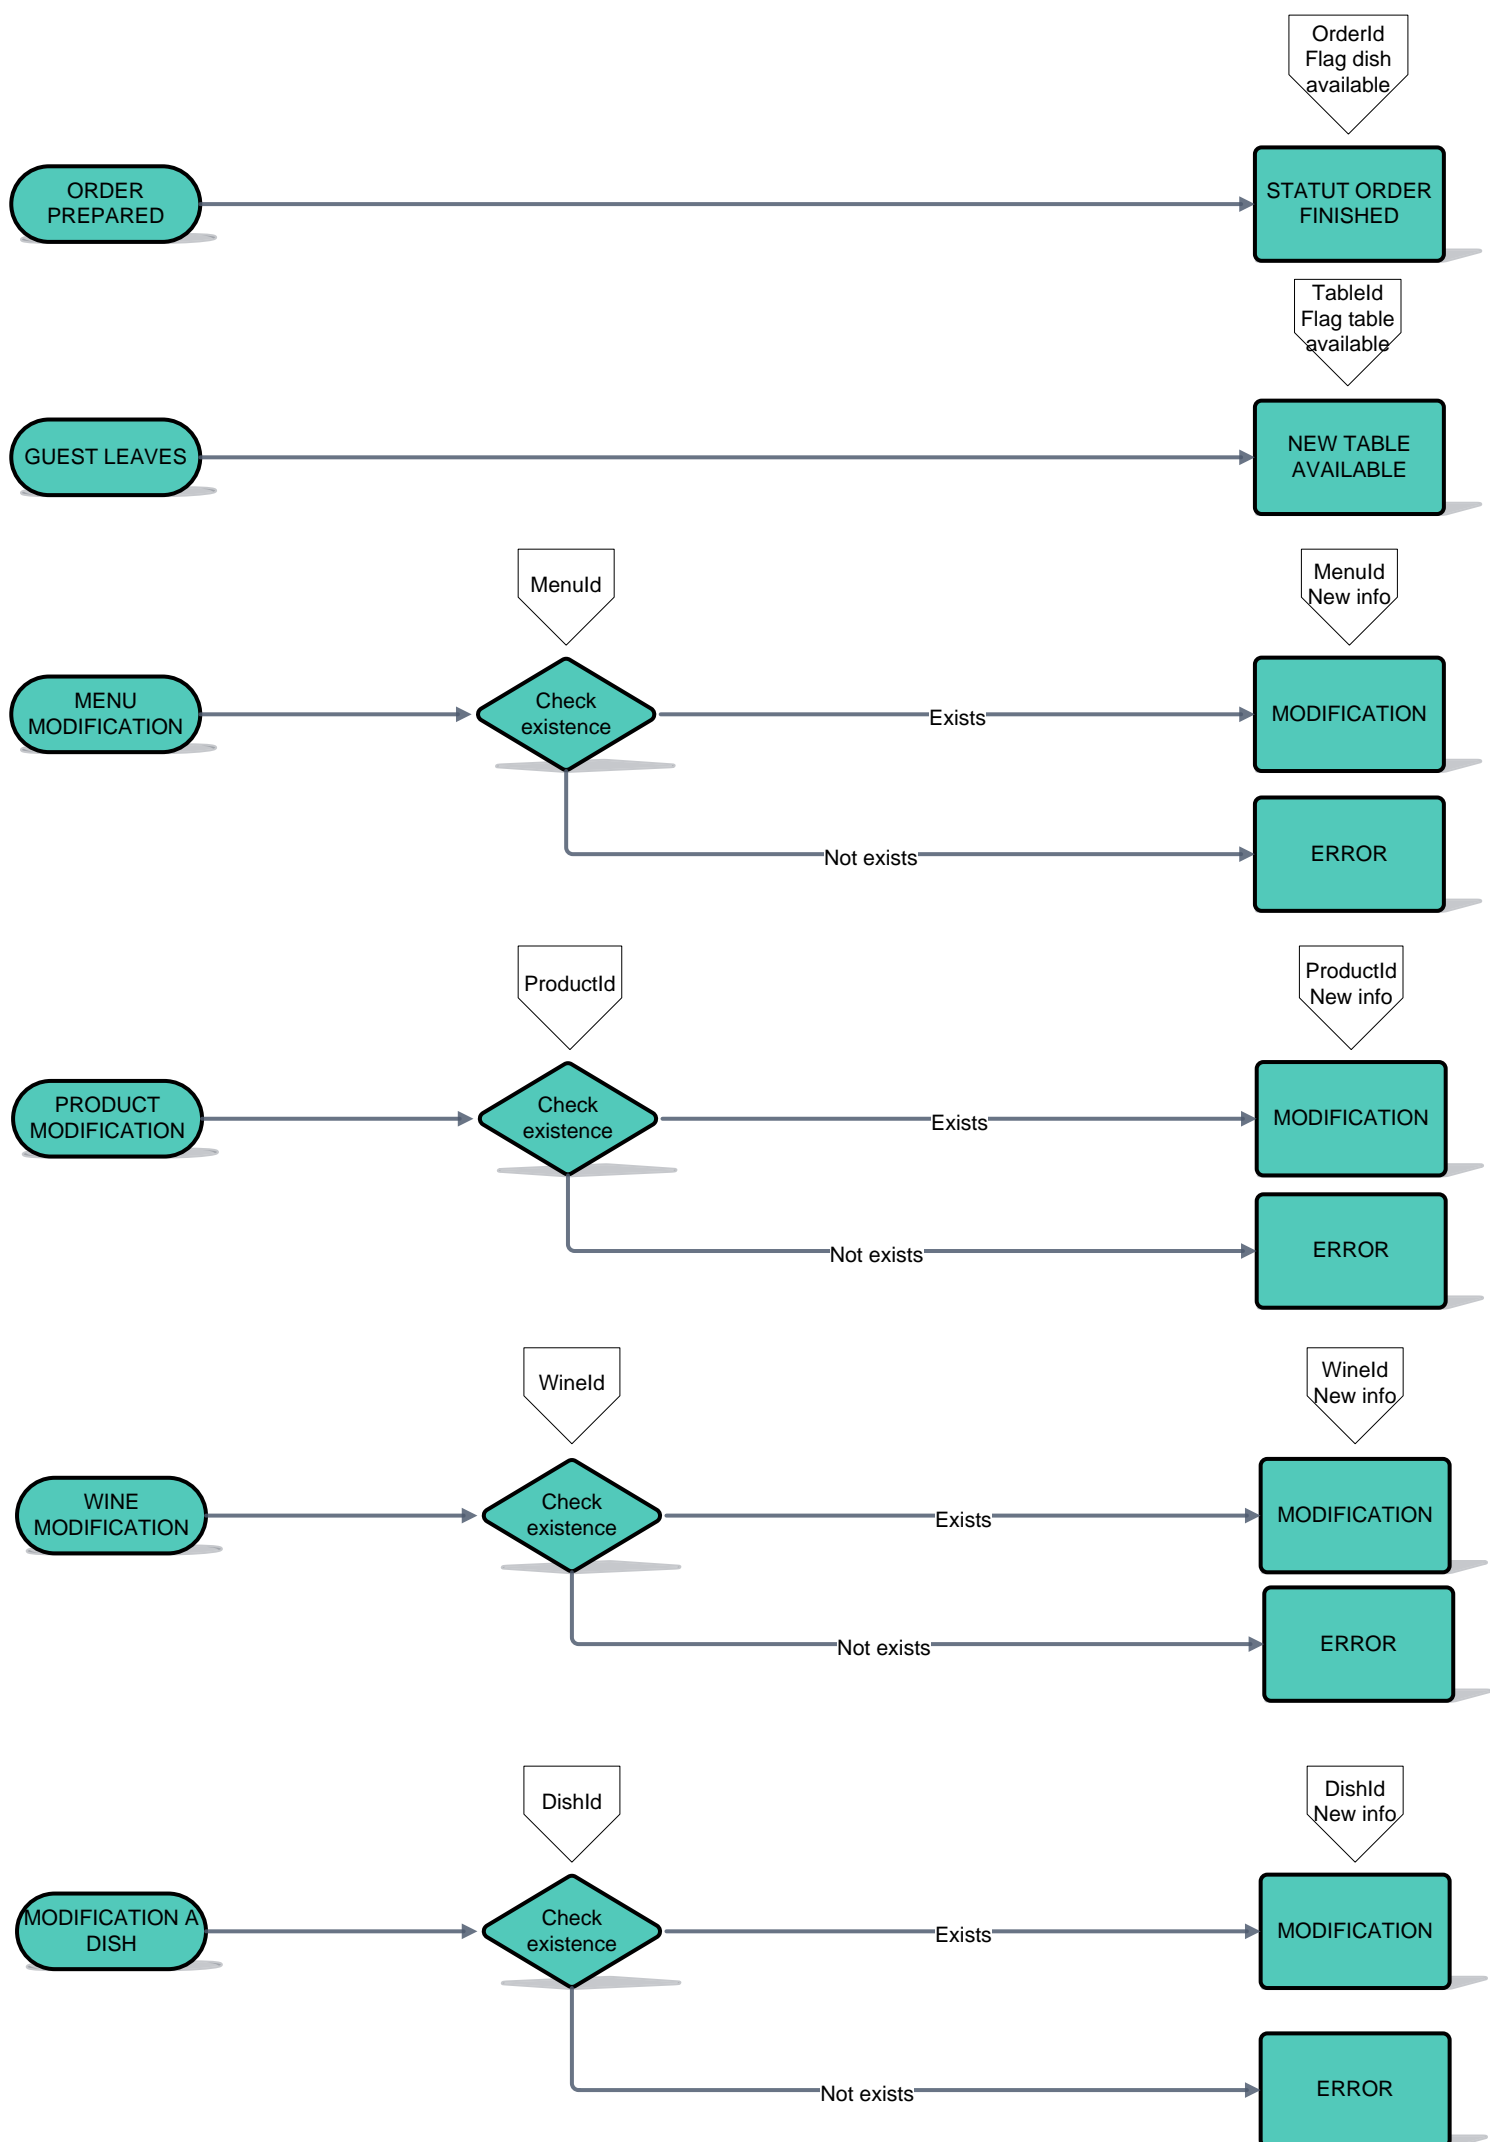 OrderId
Flag dish
available
ORDER
PREPARED
STATUT ORDER
FINISHED
TableId
Flag table
available
GUEST LEAVES
NEW TABLE
AVAILABLE
MenuId
MenuId
New info
MENU
MODIFICATION
Check
existence
Exists
MODIFICATION
Not exists
ERROR
ProductId
ProductId
New info
PRODUCT
MODIFICATION
Check
existence
Exists
MODIFICATION
Not exists
ERROR
WineId
WineId
New info
WINE
MODIFICATION
Check
existence
Exists
MODIFICATION
Not exists
ERROR
DishId
DishId
New info
MODIFICATION A
DISH
Check
existence
Exists
MODIFICATION
Not exists
ERROR